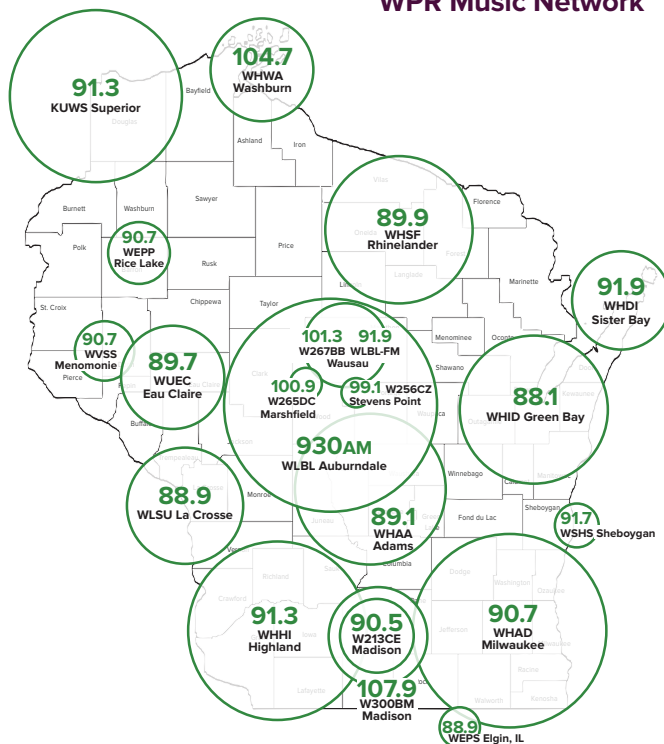 WPR Music Network
104.7
WHWA
Washburn
91.3
KUWS Superior
Bayfield
Douglas
Ashland
Iron
Vilas
Florence
Burnett
Washburn
Sawyer
Price
Oneida
Forest
89.9
WHSF
Rhinelander
90.7
WEPP
Rice Lake
Polk
Rusk
Lincoln
Langlade
Marinette
91.9
WHDI
Sister Bay
St. Croix
Chippewa
Taylor
101.3
W267BB
91.9
WLBL-FM
Wausau
Menominee
Oconto
90.7
WVSS
Menomonie
Pierce
89.7
WUEC
Eau Claire
Clark
Shawano
100.9
W265DC
Marshfield
99.1 W256CZ
Stevens Point
88.1
WHID Green Bay
Kewaunee
Buffalo
Jackson
Waupaca
Outagamie
930AM
WLBL Auburndale
Trempealeau
Winnebago
88.9
WLSU La Crosse
Monroe
Juneau
89.1
WHAA
Adams
Fond du Lac
Sheboygan
91.7
WSHS Sheboygan
Columbia
Richland
Crawford
Dodge
Washington
Ozaukee
91.3
WHHI
Highland
Iowa
90.5
W213CE
Madison
Jefferson
90.7
WHAD
Milwaukee
Racine
Lafayette
107.9
W300BM
Madison
Walworth
Kenosha
88.9
WEPS Elgin, IL